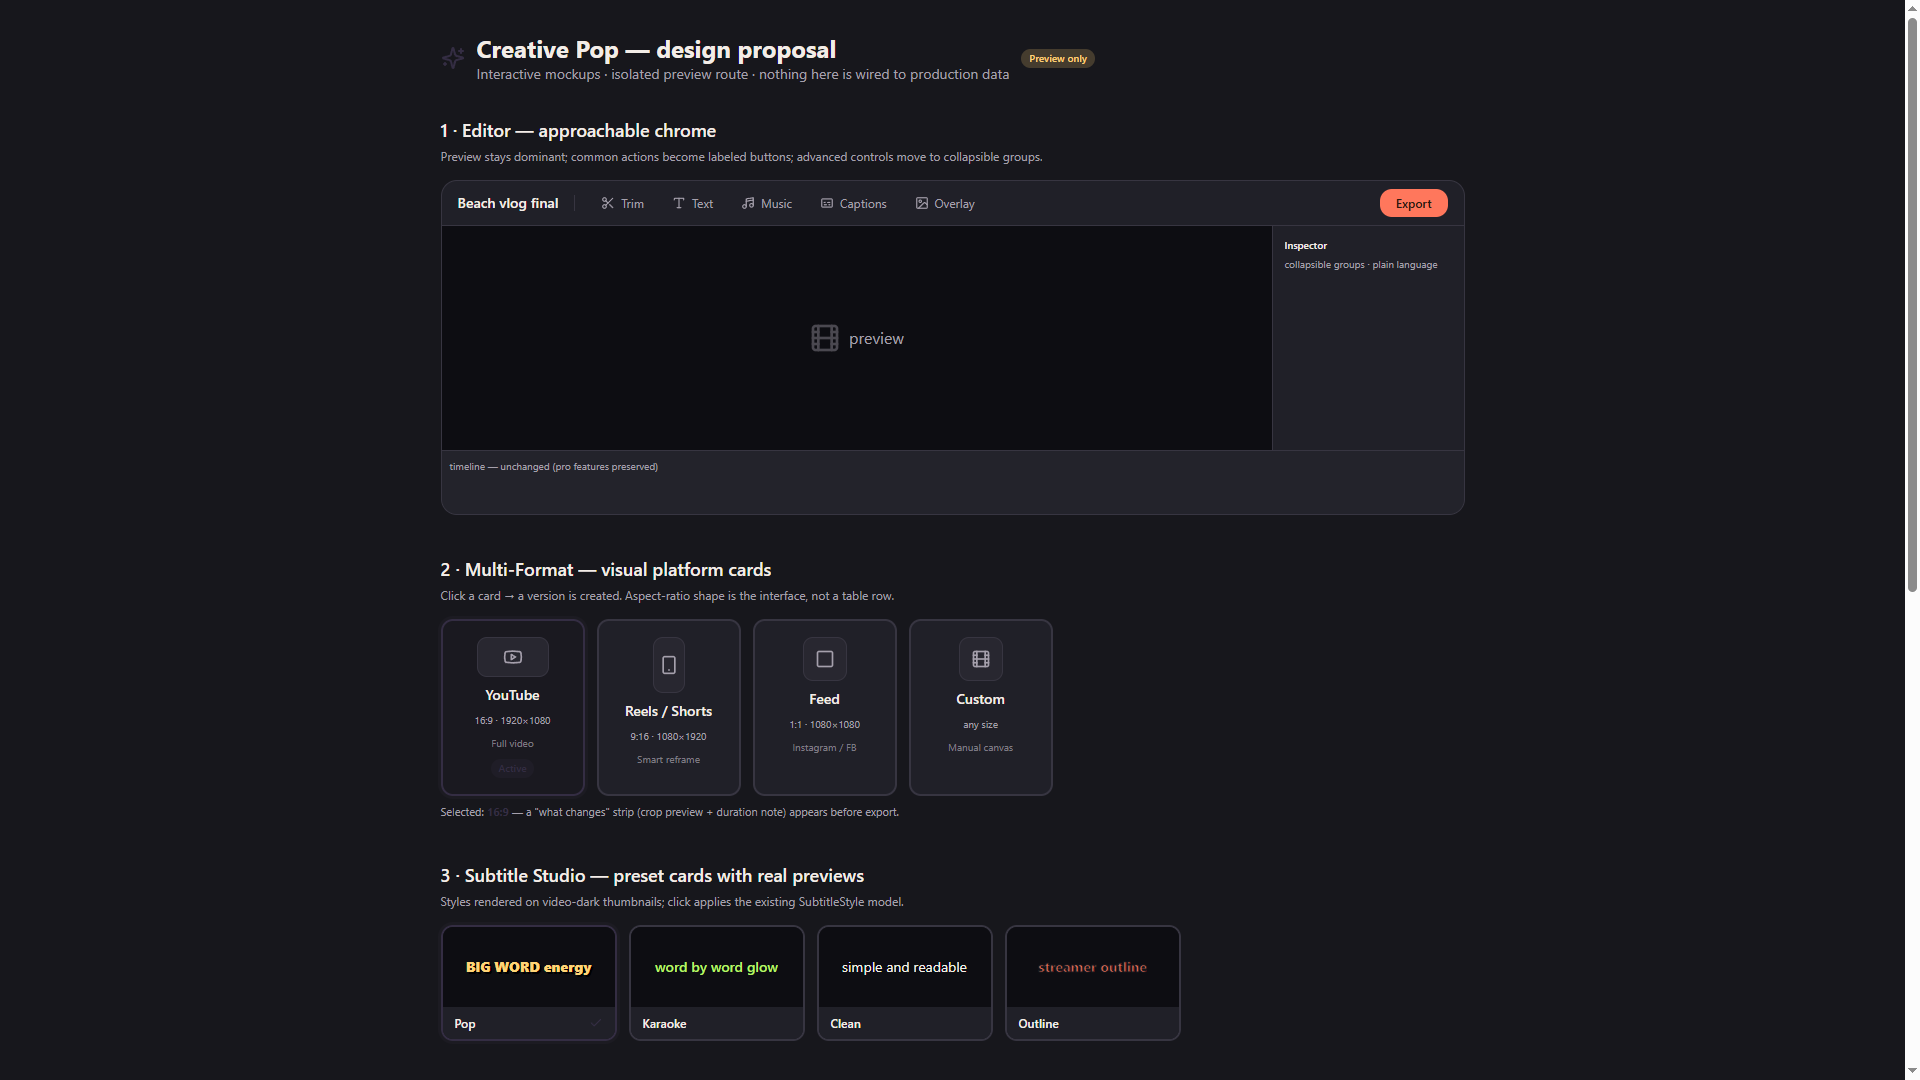 Creative Pop — design proposal
Interactive mockups · isolated preview route · nothing here is wired to production data
Preview only
1 · Editor — approachable chrome
Preview stays dominant; common actions become labeled buttons; advanced controls move to collapsible groups.
Beach vlog final
Trim
Text
Music
Captions
Overlay
Export
preview
Inspector
collapsible groups · plain language
timeline — unchanged (pro features preserved)
2 · Multi-Format — visual platform cards
Click a card → a version is created. Aspect-ratio shape is the interface, not a table row.
YouTube
16:9 · 1920×1080
Full video
Active
Reels / Shorts
9:16 · 1080×1920
Smart reframe
Feed
1:1 · 1080×1080
Instagram / FB
Custom
any size
Manual canvas
Selected: 16:9 — a "what changes" strip (crop preview + duration note) appears before export.
3 · Subtitle Studio — preset cards with real previews
Styles rendered on video-dark thumbnails; click applies the existing SubtitleStyle model.
BIG WORD energy
Pop
word by word glow
Karaoke
simple and readable
Clean
streamer outline
Outline